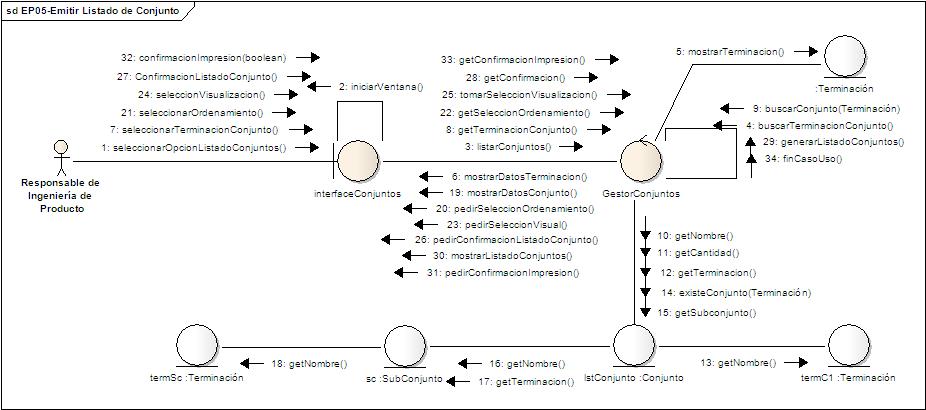 sd EP05-Emitir Listado de Conjunto
32: confirmacionImpresion(boolean)
27: ConfirmacionListadoConjunto()
24: seleccionVisualizacion()
21: seleccionarOrdenamiento()
7: seleccionarTerminacionConjunto()
1: seleccionarOpcionListadoConjuntos()
2: iniciarVentana()
33: getConfirmacionImpresion()
28: getConfirmacion()
25: tomarSeleccionVisualizacion()
22: getSeleccionOrdenamiento()
8: getTerminacionConjunto()
3: listarConjuntos()
5: mostrarTerminacion()
:Terminación
9: buscarConjunto(Terminación)
4: buscarTerminacionConjunto()
29: generarListadoConjuntos()
34: finCasoUso()
Responsable de
Ingeniería de
Producto
interfaceConjuntos
GestorConjuntos
6: mostrarDatosTerminacion()
19: mostrarDatosConjunto()
20: pedirSeleccionOrdenamiento()
23: pedirSeleccionVisual()
26: pedirConfirmacionListadoConjunto()
30: mostrarListadoConjuntos()
31: pedirConfirmacionImpresion()
10: getNombre()
11: getCantidad()
12: getTerminacion()
14: existeConjunto(Terminación)
15: getSubconjunto()
18: getNombre()
16: getNombre()
17: getTerminacion()
13: getNombre()
termSc :Terminación
sc :SubConjunto
lstConjunto :Conjunto
termC1 :Terminación